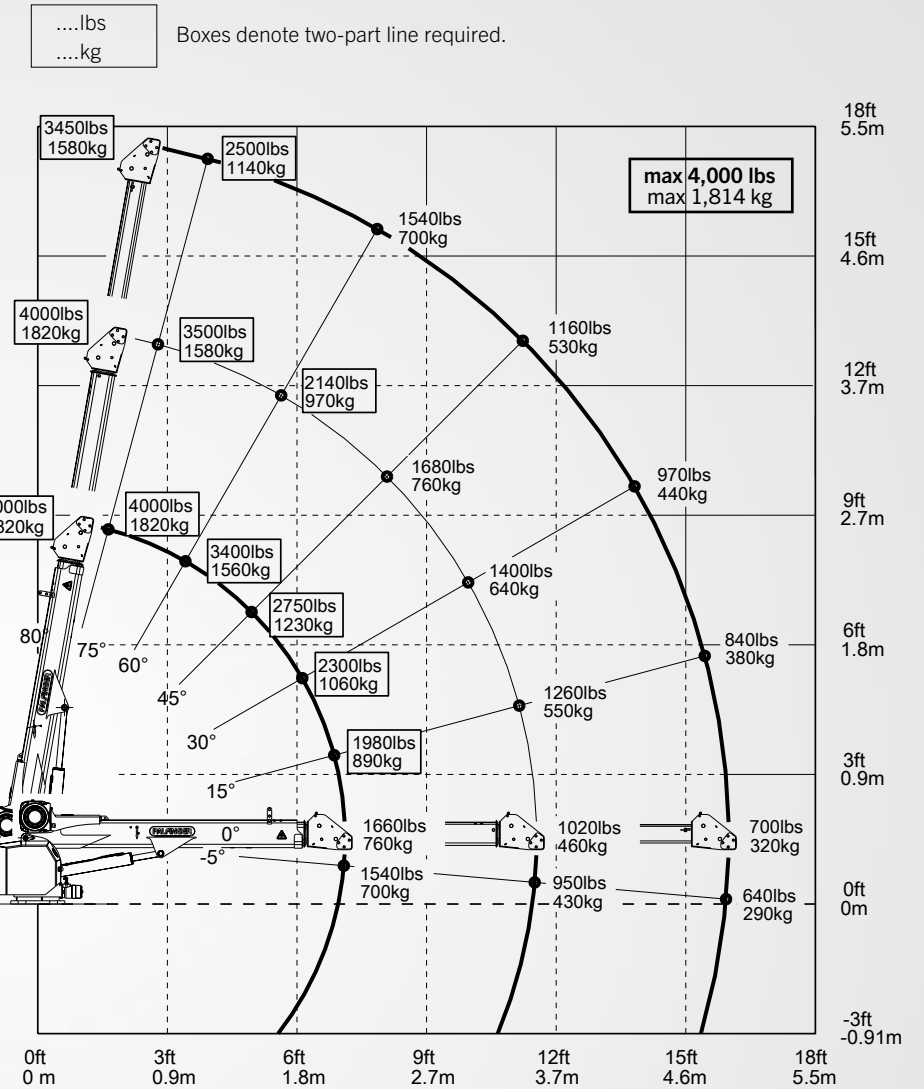 ....lbs
....kg
Boxes denote two-part line required.
18ft
5.5m
3450lbs
1580kg
2500lbs
1140kg
max 4,000 lbs
max 1,814 kg
1540lbs
700kg
15ft
4.6m
4000lbs
1820kg
3500lbs
1580kg
1160lbs
530kg
2140lbs
970kg
12ft
3.7m
1680lbs
760kg
970lbs
440kg
000lbs
820kg
4000lbs
1820kg
9ft
2.7m
3400lbs
1560kg
1400lbs
640kg
2750lbs
1230kg
80°
75°
60°
6ft
1.8m
840lbs
380kg
2300lbs
1060kg
45°
1260lbs
550kg
30°
1980lbs
890kg
15°
3ft
0.9m
PALFINGER
PALFINGER
0°
-5°
1660lbs
760kg
1020lbs
460kg
700lbs
320kg
1540lbs
700kg
950lbs
430kg
640lbs
290kg
0ft
0m
-3ft
-0.91m
0ft
0 m
3ft
0.9m
6ft
1.8m
9ft
2.7m
12ft
3.7m
15ft
4.6m
18ft
5.5m